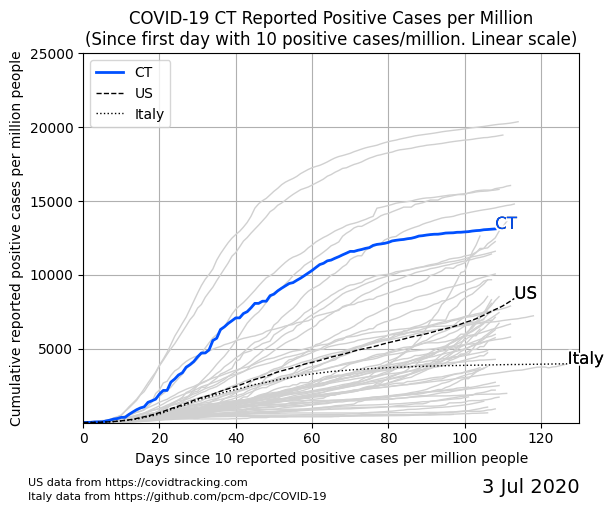 COVID-19 CT Reported Positive Cases per Million
(Since first day with 10 positive cases/million. Linear scale)
Cumulative reported positive cases per million people
25000
20000
15000
10000
5000
CT
US
Italy
CT
US
Italy
0
20
40
60
80
100
120
Days since 10 reported positive cases per million people
US data from https://covidtracking.com
Italy data from https://github.com/pcm-dpc/COVID-19
3 Jul 2020